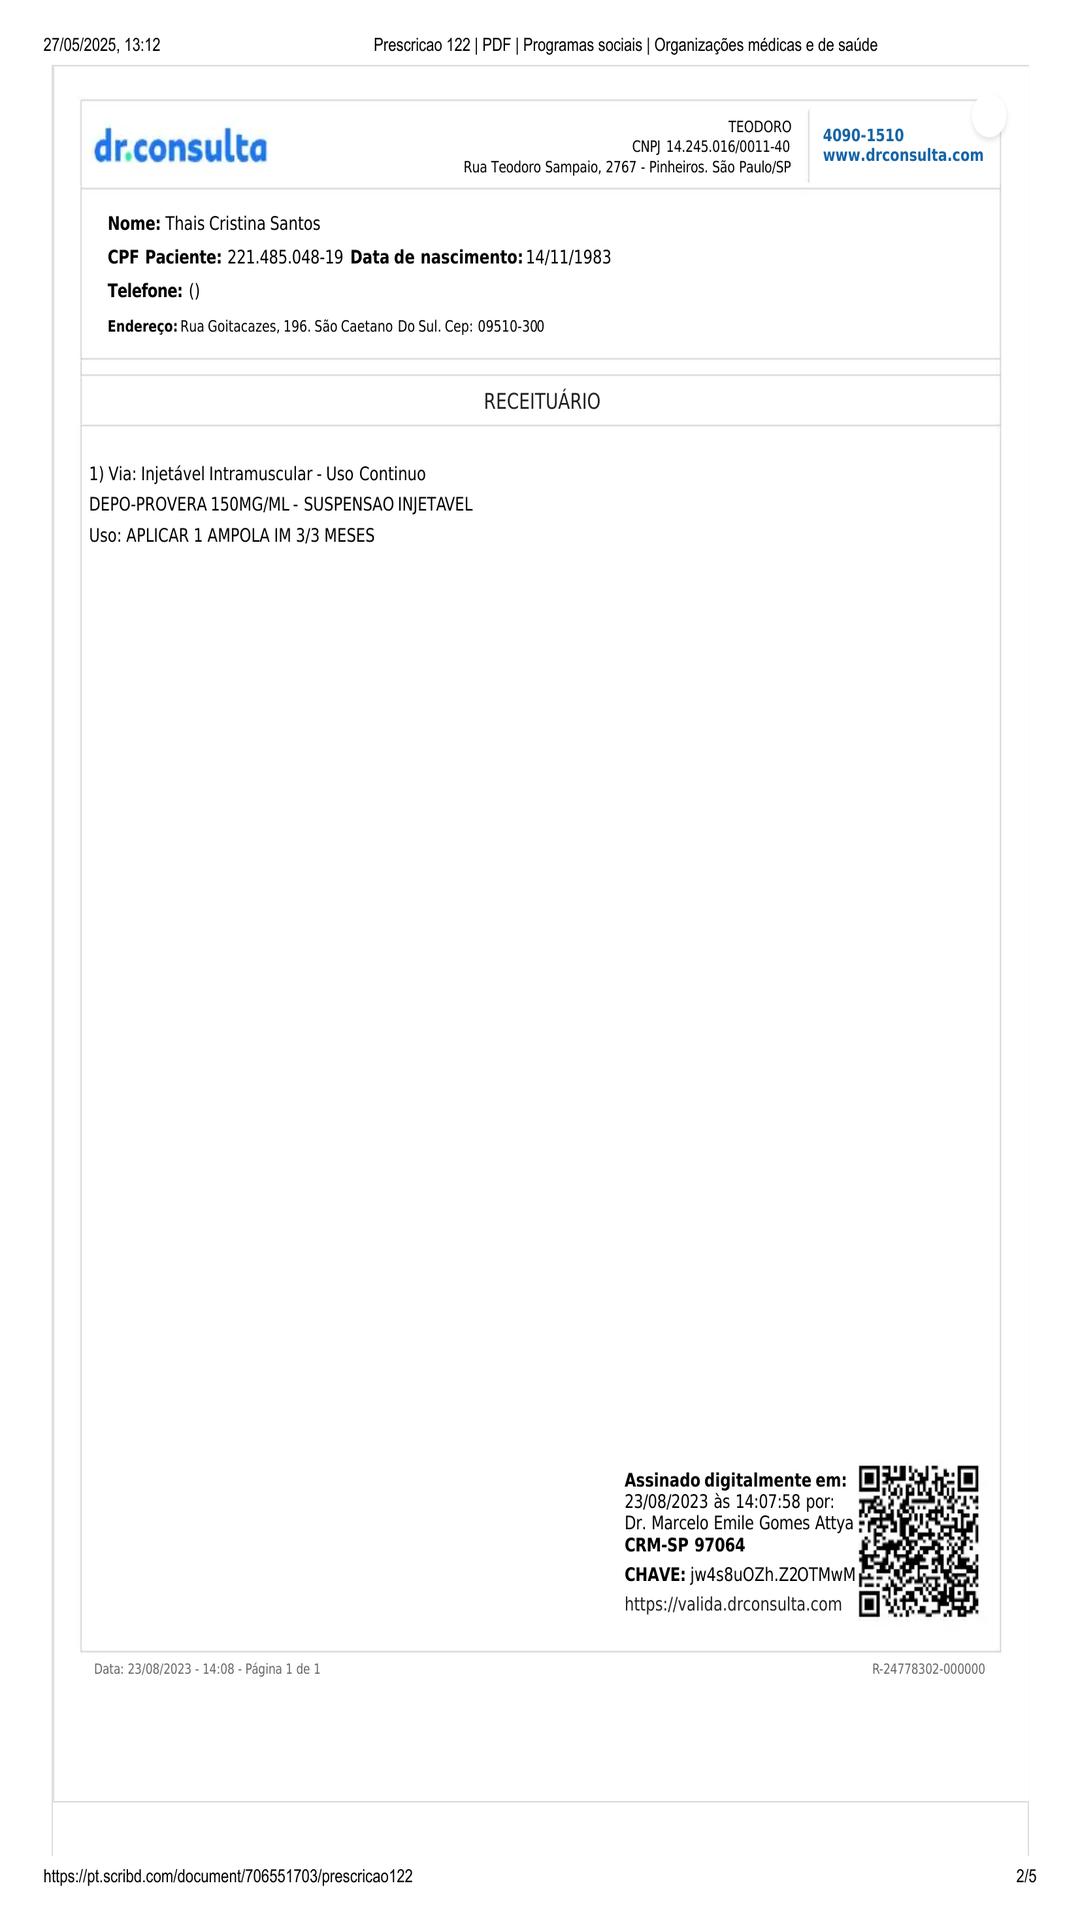 27/05/2025, 13:12 Prescricao 122 | PDF | Programas sociais | Organizações médicas e de saúde
dr.consulta
TEODORO
CNPJ 14.245.016/0011-40
Rua Teodoro Sampaio, 2767 - Pinheiros. São Paulo/SP
4090-1510
www.drconsulta.com
Nome: Thais Cristina Santos
CPF Paciente: 221.485.048-19 Data de nascimento: 14/11/1983
Telefone: ()
Endereço: Rua Goitacazes, 196. São Caetano Do Sul. Cep: 09510-300
RECEITUÁRIO
1) Via: Injetável Intramuscular - Uso Continuo
DEPO-PROVERA 150MG/ML - SUSPENSAO INJETAVEL
Uso: APLICAR 1 AMPOLA IM 3/3 MESES
Assinado digitalmente em:
23/08/2023 às 14:07:58 por:
Dr. Marcelo Emile Gomes Attya
CRM-SP 97064
CHAVE: jw4s8uOZh.Z2OTMwM
https://valida.drconsulta.com
Data: 23/08/2023 - 14:08 - Página 1 de 1 R-24778302-000000
https://pt.scribd.com/document/706551703/prescricao122 2/5